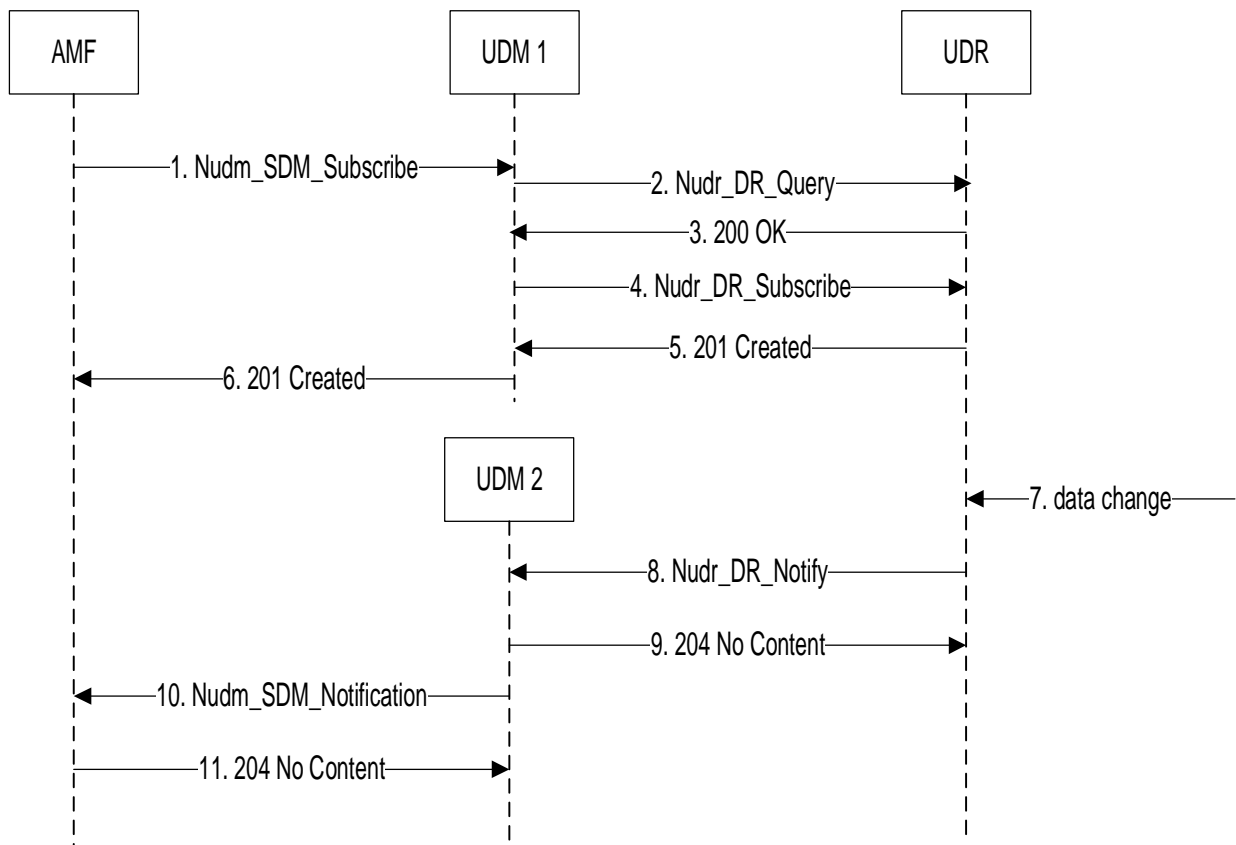 AMF
UDM 1
UDR
1. Nudm_SDM_Subscribe
2. Nudr_DR_Query
3. 200 OK
4. Nudr_DR_Subscribe
5. 201 Created
6. 201 Created
UDM 2
7. data change
8. Nudr_DR_Notify
9. 204 No Content
10. Nudm_SDM_Notification
11. 204 No Content